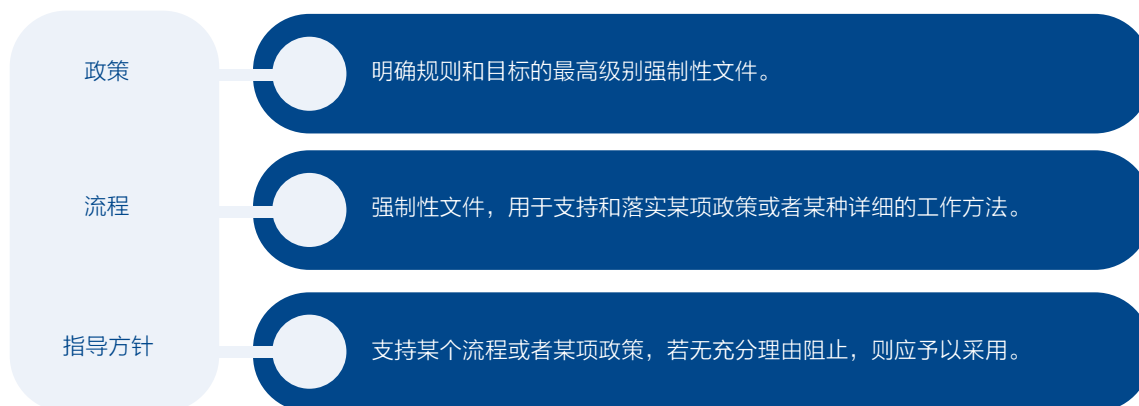 政策
明确规则和目标的最高级别强制性文件。
流程
强制性文件，用于支持和落实某项政策或者某种详细的工作方法。
指导方针
支持某个流程或者某项政策，若无充分理由阻止，则应予以采用。